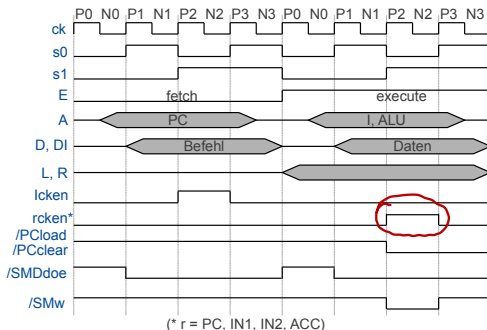 P0 N0 P1 N1 P2 N2 P3 N3 P0 N0 P1 N1 P2 N2 P3 N3
ck
s0
s1
E fetch execute
A PC I, ALU
D, DI Befehl Daten
L, R
Icken
rcken*
/PCload
/PCclear
/SMDdoe
/SMw
(* r = PC, IN1, IN2, ACC)